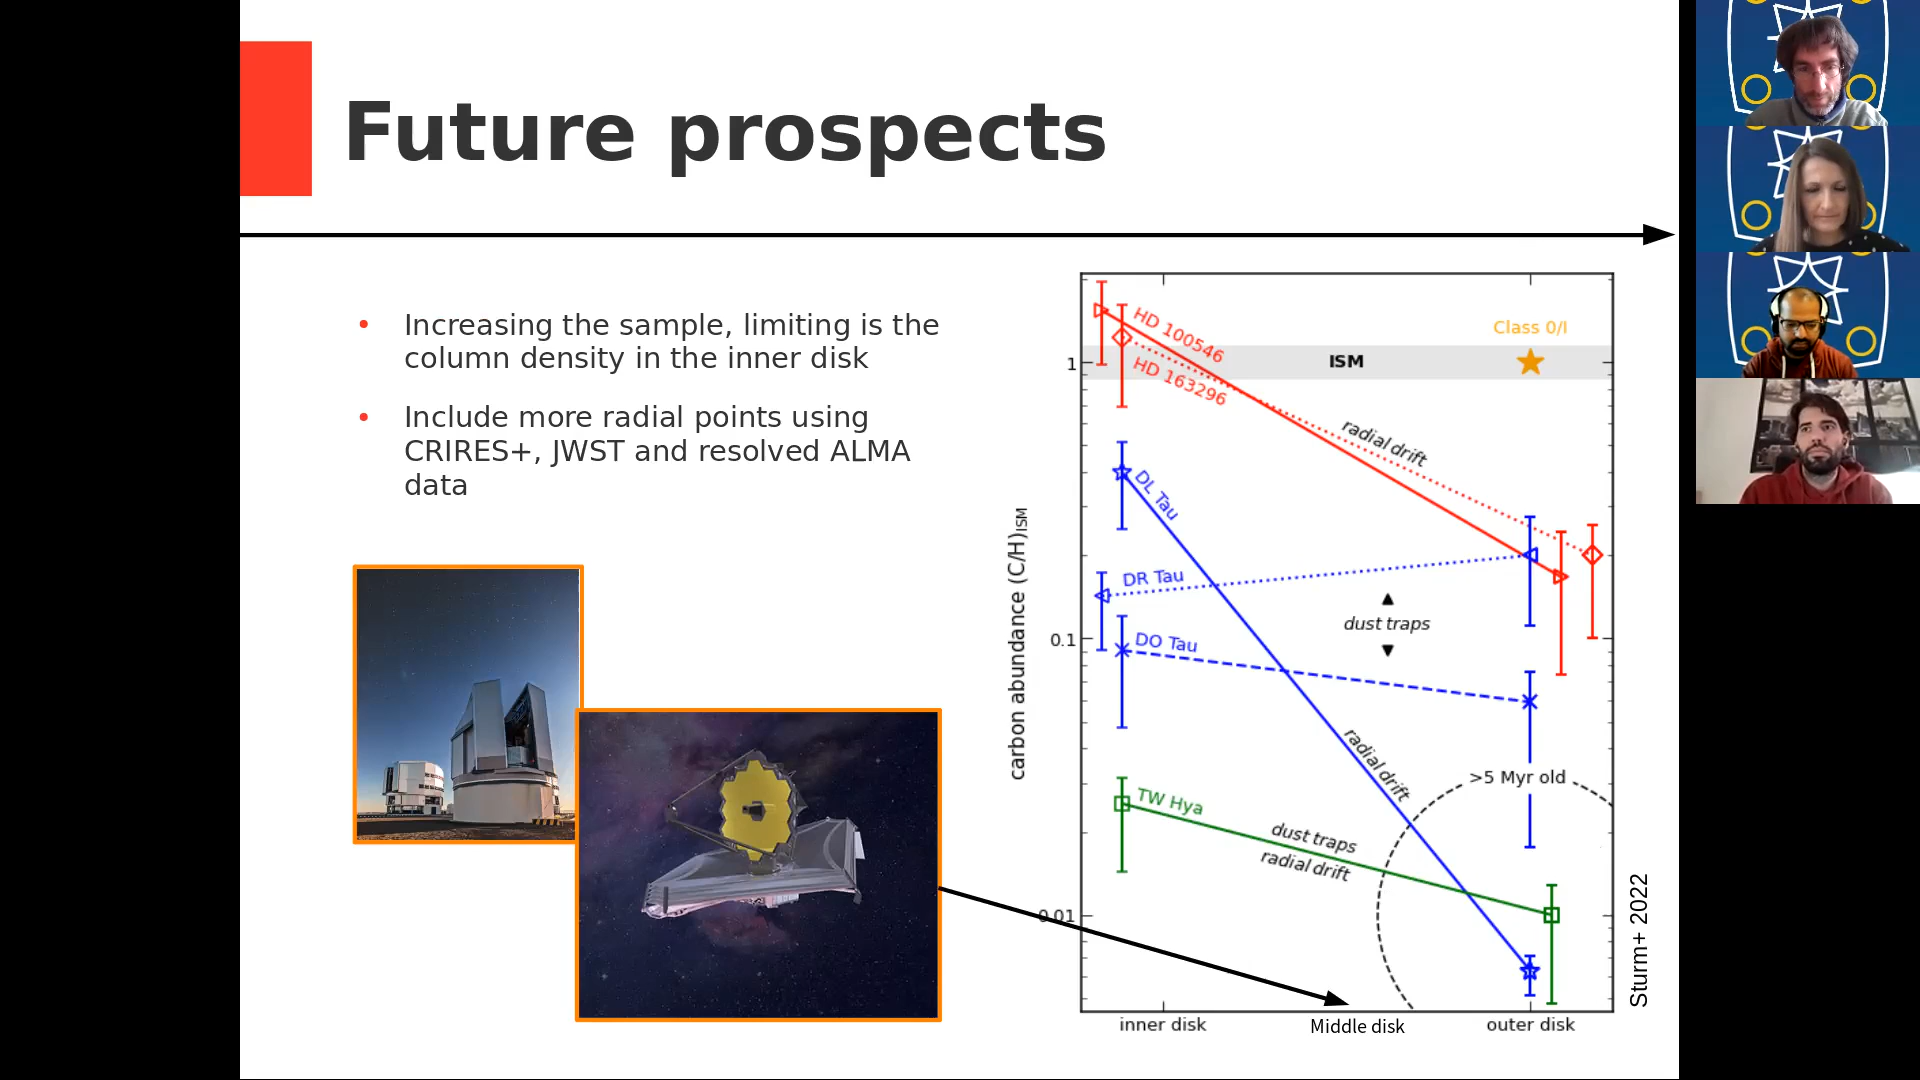 Future prospects
• Increasing the sample, limiting is the
column density in the inner disk
• Include more radial points using
CRIRES+, JWST and resolved ALMA
data
carbon abundance (C/H)ISM
1
0.1
0.01
HD 100546
HD 163296
ISM
Class 0/I
radial drift
DL Tau
DR Tau
dust traps
DO Tau
radial drift
>5 Myr old
TW Hya
dust traps
radial drift
inner disk
Middle disk
outer disk
Sturm+ 2022